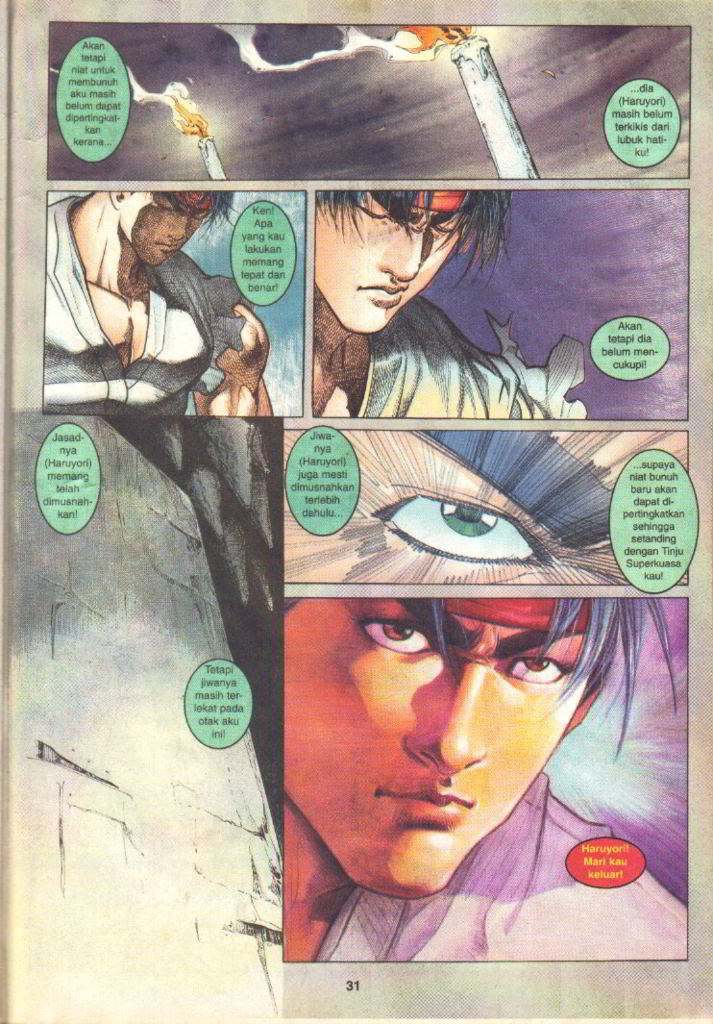 Akan
tetapi
niat untuk
membunuh
aku masih
belum dapat
dipertingkat-
kan
kerana...
...dia
(Haruyori)
masih belum
terkikis dari
lubuk hati-
ku!
Ken!
Apa
yang kau
lakukan
memang
tepat dan
benar!
Akan
tetapi dia
belum men-
cukupi!
Jasad-
nya
(Haruyori)
memang
telah
dimusnah-
kan!
Jiwa-
nya
(Haruyori)
juga mesti
dimusnahkan
terlebih
dahulu...
...supaya
niat bunuh
baru akan
dapat di-
pertingkatkan
sehingga
setanding
dengan Tinju
Superkuasa
kau!
Tetapi
jiwanya
masih ter-
lekat pada
otak aku
ini!
Haruyori!
Mari kau
keluar!
31